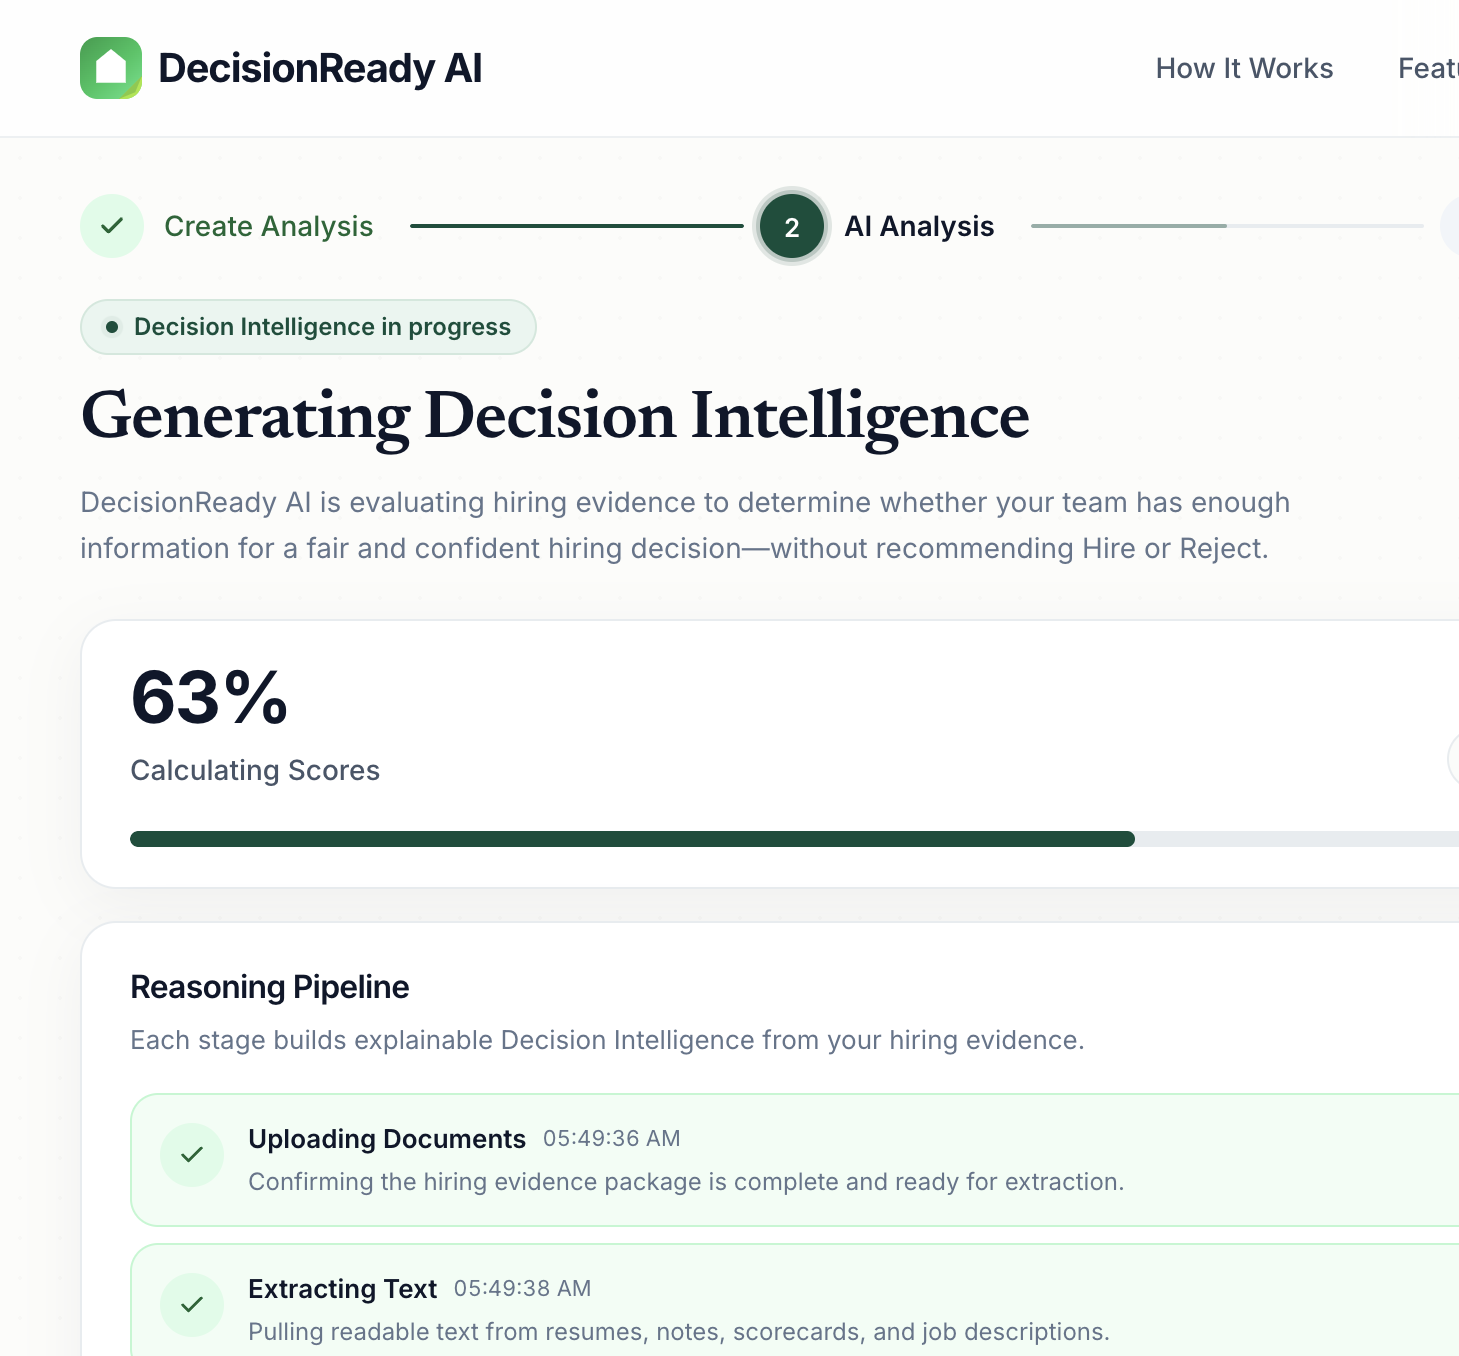 DecisionReady AI
How It Works
Create Analysis
2
AI Analysis
Decision Intelligence in progress
Generating Decision Intelligence
DecisionReady AI is evaluating hiring evidence to determine whether your team has enough
information for a fair and confident hiring decision—without recommending Hire or Reject.
63%
Calculating Scores
Reasoning Pipeline
Each stage builds explainable Decision Intelligence from your hiring evidence.
Uploading Documents 05:49:36 AM
Confirming the hiring evidence package is complete and ready for extraction.
Extracting Text 05:49:38 AM
Pulling readable text from resumes, notes, scorecards, and job descriptions.